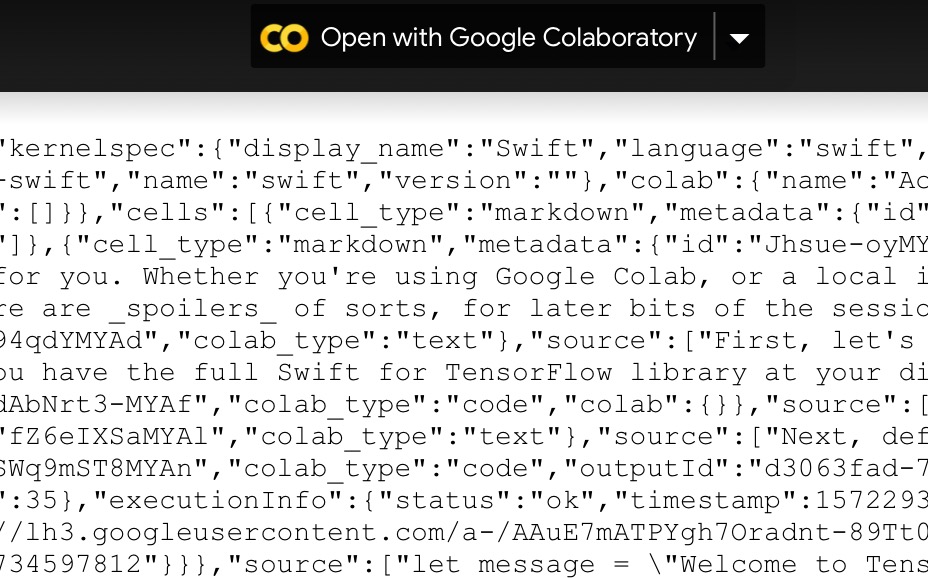 CO Open with Google Colaboratory
"kernelspec":{"display_name":"Swift","language":"swift",
-swift","name":"swift","version":""},"colab":{"name":"Ac
":[]}},"cells":[{"cell_type":"markdown","metadata":{"id"
"]},{"cell_type":"markdown","metadata":{"id":"Jhsue-oyMY
for you. Whether you're using Google Colab, or a local i
re are _spoilers_ of sorts, for later bits of the sessio
94qdYMYAd","colab_type":"text"},"source":["First, let's
ou have the full Swift for TensorFlow library at your di
dAbNrt3-MYAf","colab_type":"code","colab":{}},"source":[
"fZ6eIXSaMYAl","colab_type":"text"},"source":["Next, def
SWq9mST8MYAn","colab_type":"code","outputId":"d3063fad-7
":35},"executionInfo":{"status":"ok","timestamp":1572293
//lh3.googleusercontent.com/a-/AAuE7mATPYgh7Oradnt-89Tt0
734597812"}}},"source":["let message = \"Welcome to Tens